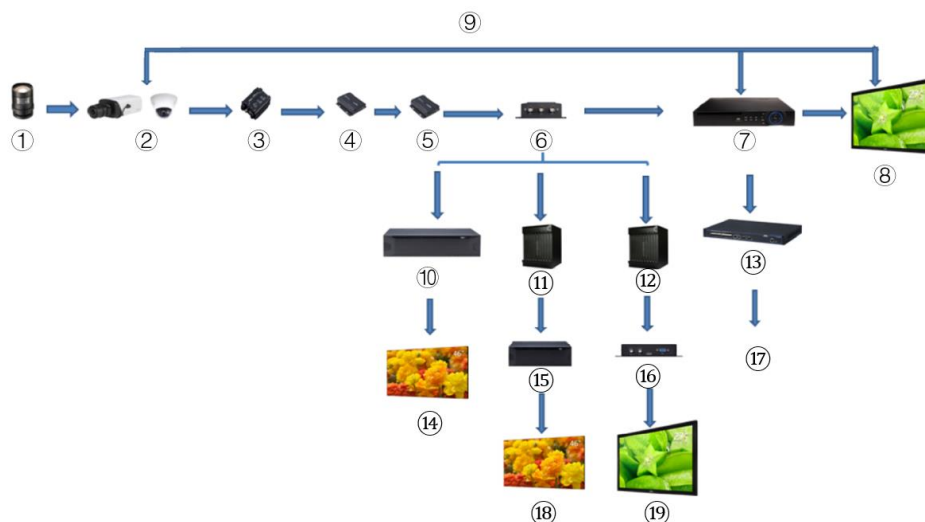 ⑨
① ② ③ ④ ⑤ ⑥ ⑦ ⑧
⑩ ⑪ ⑫ ⑬
⑭ ⑮ ⑯ ⑰
⑱ ⑲